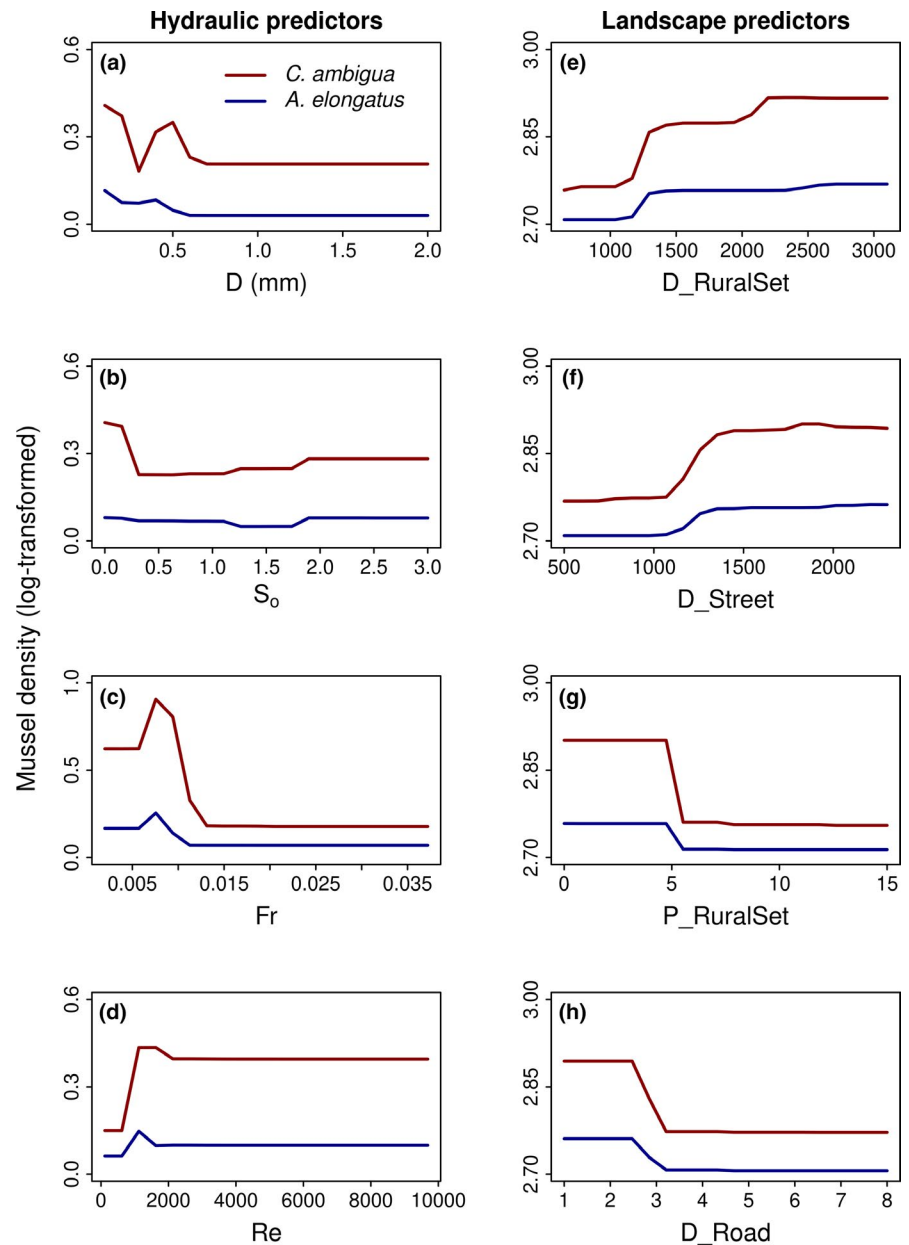 Hydraulic predictors
Landscape predictors
Mussel density (log-transformed)
(a)
C. ambigua
A. elongatus
0.6
0.3
0.0
0.5 1.0 1.5 2.0
D (mm)
(e)
3.00
2.85
2.70
1000 1500 2000 2500 3000
D_RuralSet
(b)
0.6
0.3
0.0
0.0 0.5 1.0 1.5 2.0 2.5 3.0
So
(f)
3.00
2.85
2.70
500 1000 1500 2000
D_Street
(c)
1.0
0.5
0.0
0.005 0.015 0.025 0.035
Fr
(g)
3.00
2.85
2.70
0 5 10 15
P_RuralSet
(d)
0.6
0.3
0.0
0 2000 4000 6000 8000 10000
Re
(h)
3.00
2.85
2.70
1 2 3 4 5 6 7 8
D_Road